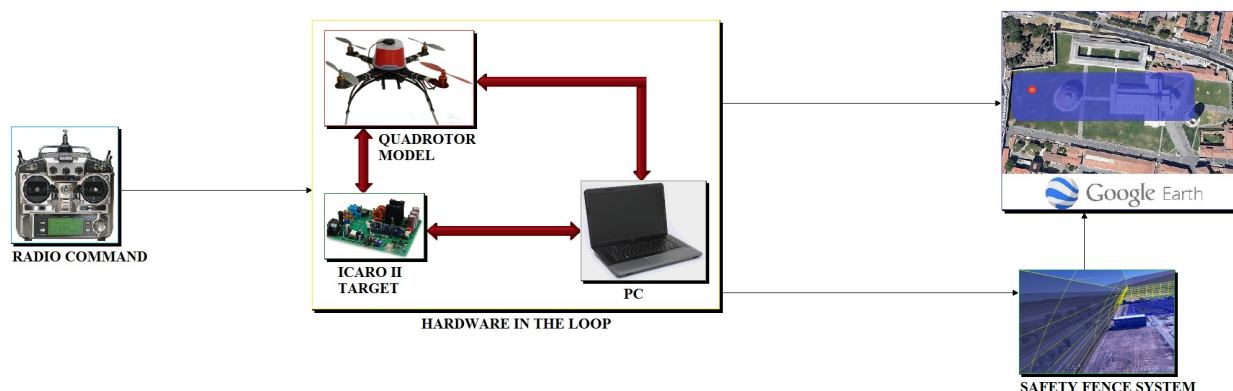 RADIO COMMAND
QUADROTOR
MODEL
ICARO II
TARGET
PC
HARDWARE IN THE LOOP
Google Earth
SAFETY FENCE SYSTEM